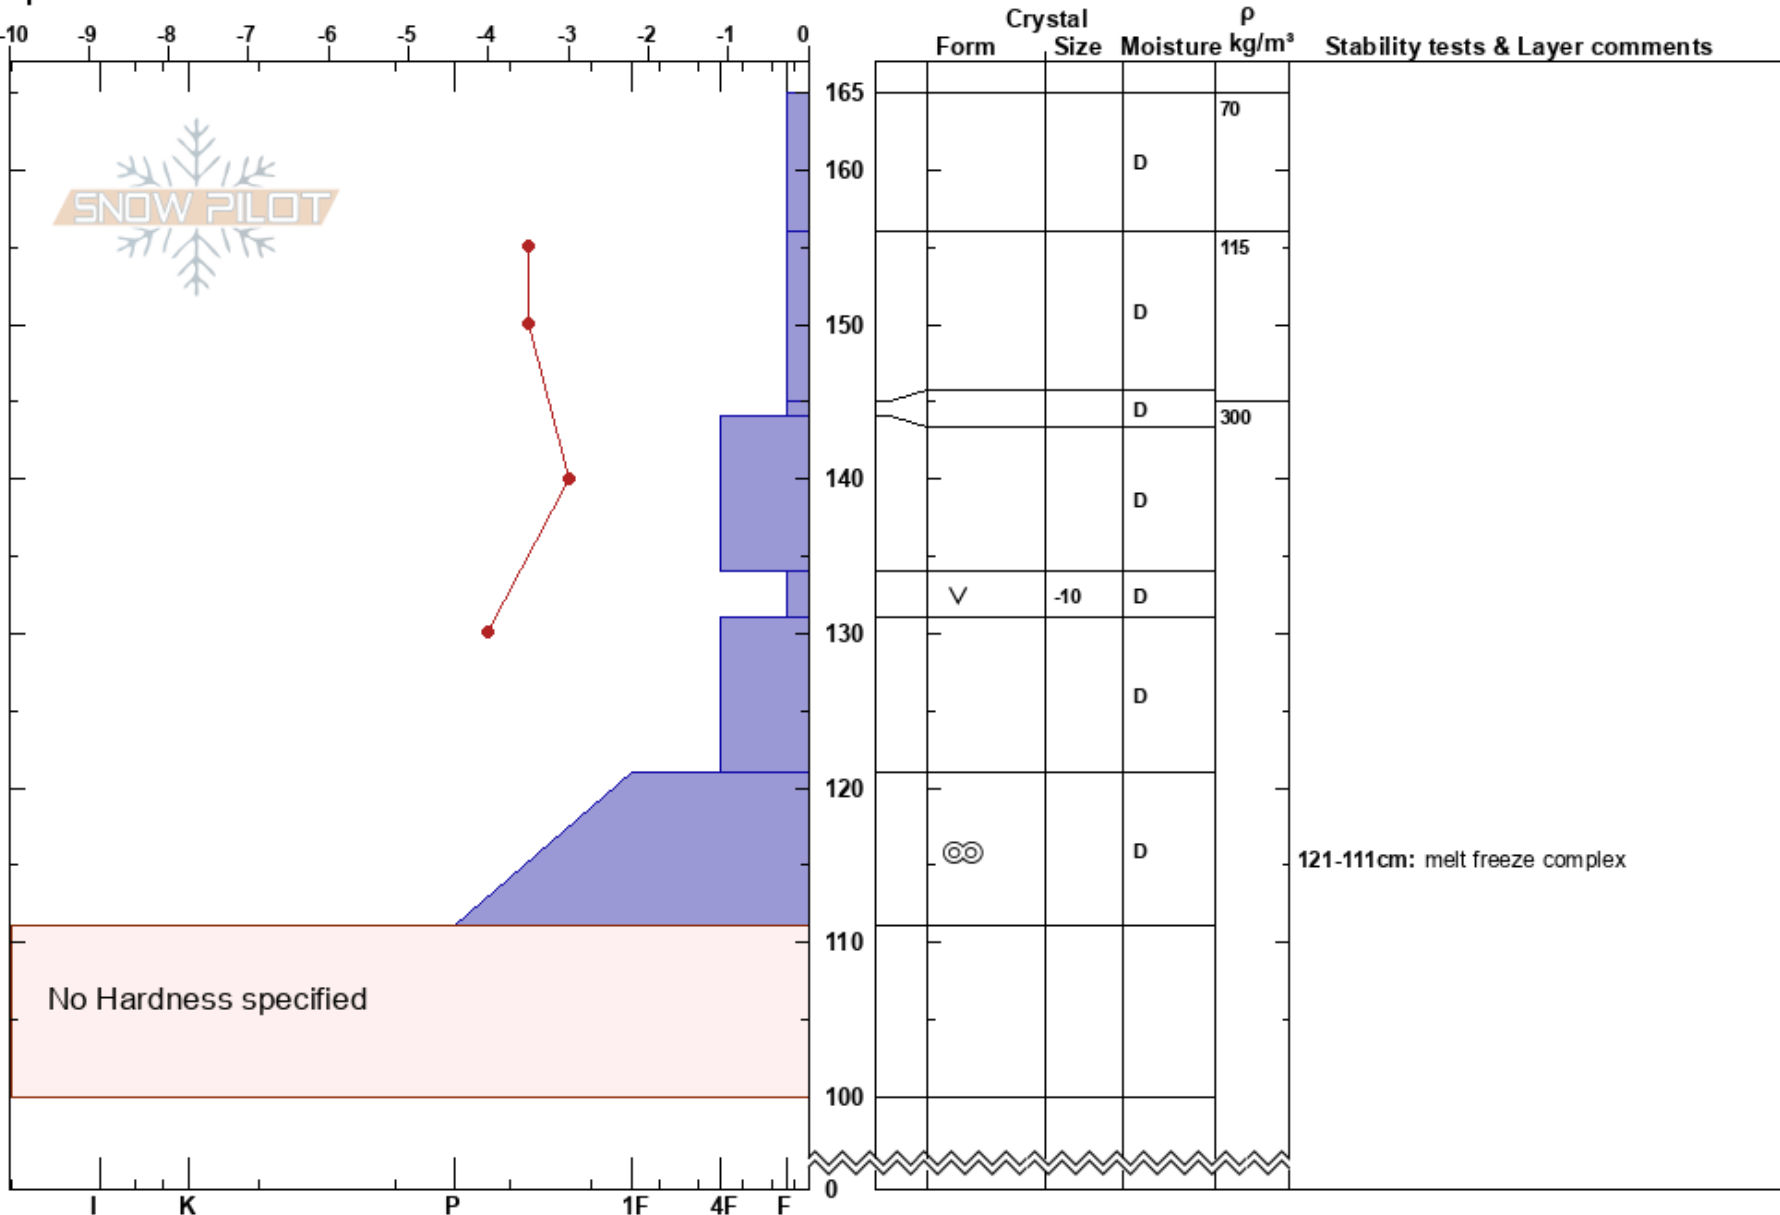 Crystal ρ
-10 -9 -8 -7 -6 -5 -4 -3 -2 -1 0 Form Size Moisture kg/m³ Stability tests & Layer comments
165
70
D
160
SNOW PILOT
115
D
150
D
300
140
D
V -10 D
130
D
120
D
121-111cm: melt freeze complex
110
No Hardness specified
100
0
I K P 1F 4F F